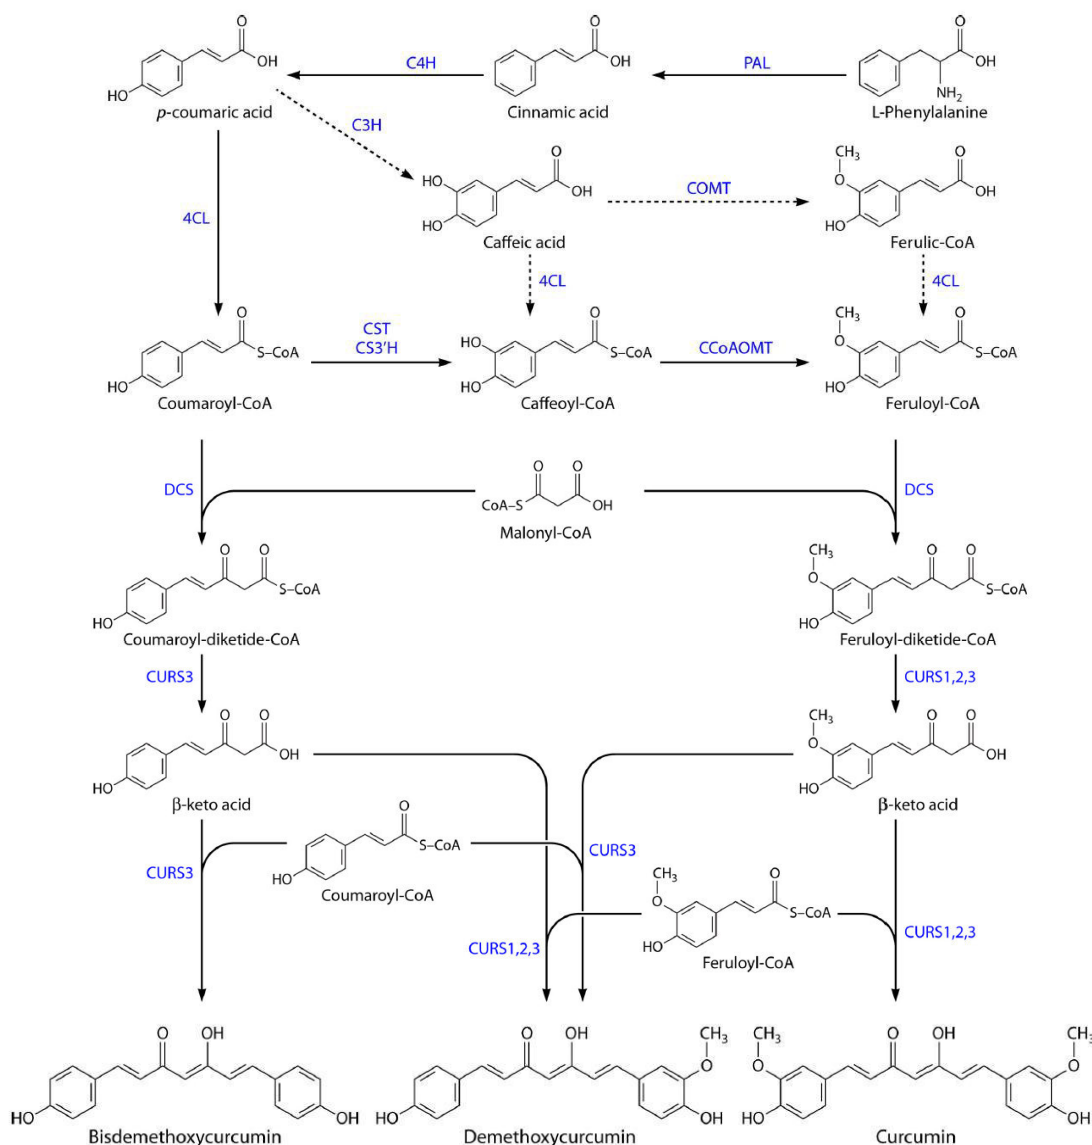 O
OH
HO
p-coumaric acid
C4H
O
OH
Cinnamic acid
PAL
O
OH
NH₂
L-Phenylalanine
C3H
4CL
O
OH
HO
HO
Caffeic acid
COMT
CH₃
O
O
OH
HO
Ferulic-CoA
4CL
4CL
O
S–CoA
HO
Coumaroyl-CoA
CST
CS3'H
O
S–CoA
HO
HO
Caffeoyl-CoA
CCoAOMT
CH₃
O
O
S–CoA
HO
Feruloyl-CoA
DCS
O
O
CoA–S
OH
Malonyl-CoA
DCS
O
O
S–CoA
HO
Coumaroyl-diketide-CoA
CH₃
O
O
O
S–CoA
HO
Feruloyl-diketide-CoA
CURS3
CURS1,2,3
O
O
OH
HO
β-keto acid
CH₃
O
O
O
OH
HO
β-keto acid
CURS3
O
S–CoA
HO
Coumaroyl-CoA
CURS3
CURS1,2,3
CH₃
O
O
S–CoA
HO
Feruloyl-CoA
CURS1,2,3
O
OH
HO
OH
Bisdemethoxycurcumin
O
OH
CH₃
O
HO
OH
Demethoxycurcumin
CH₃
O
O
OH
CH₃
O
HO
OH
Curcumin